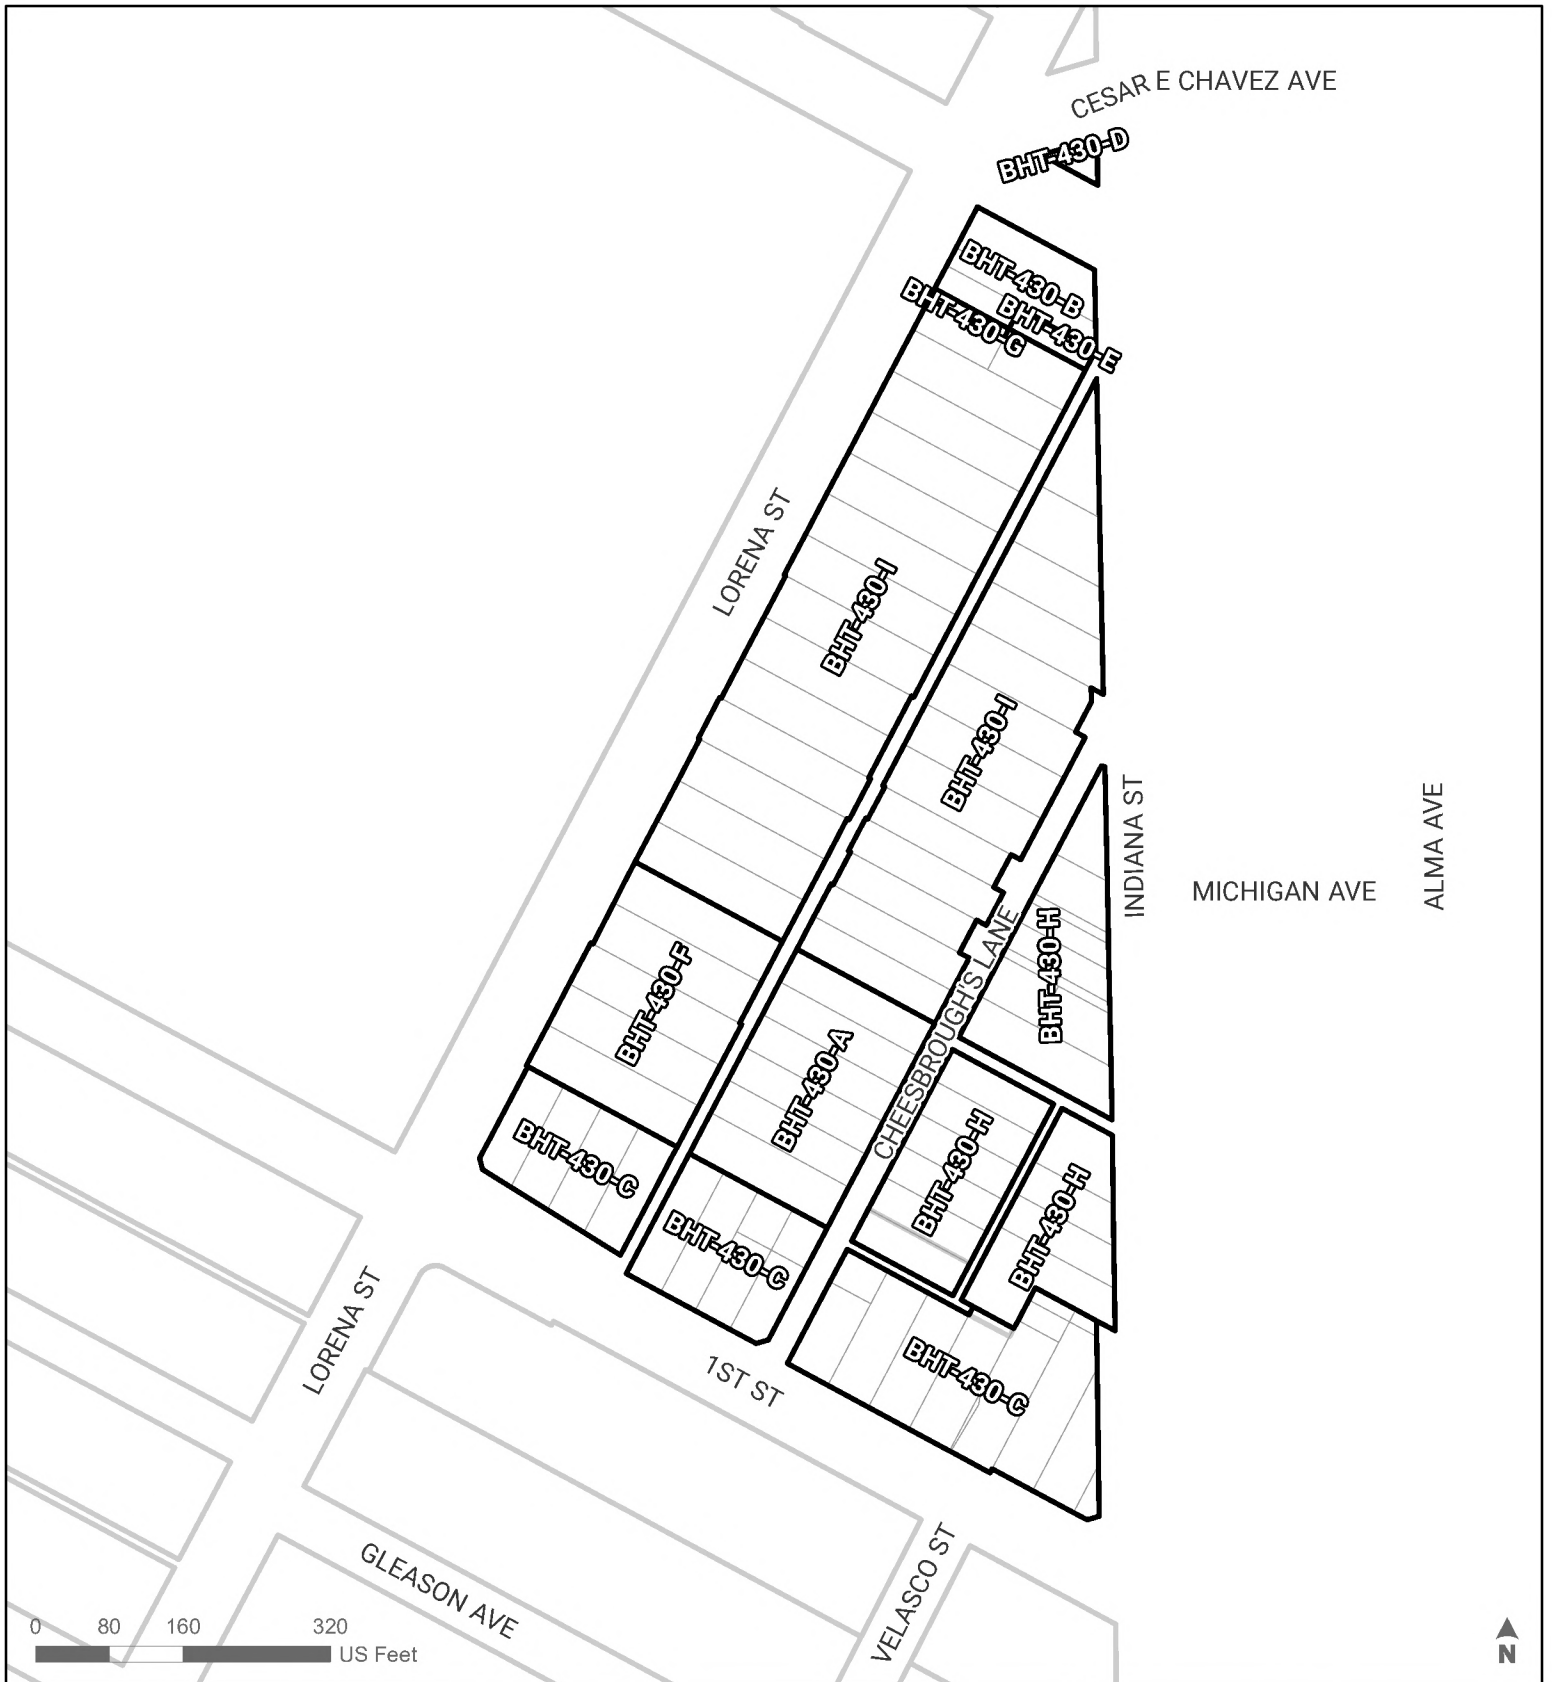 CESAR E CHAVEZ AVE
BHT-430-D
BHT-430-B
BHT-430-G
BHT-430-E
LORENA ST
BHT-430-I
BHT-430-I
INDIANA ST
MICHIGAN AVE
ALMA AVE
BHT-430-H
CHEESBROUGH'S LANE
BHT-430-F
BHT-430-A
BHT-430-C
BHT-430-H
BHT-430-H
BHT-430-C
LORENA ST
BHT-430-C
1ST ST
GLEASON AVE
VELASCO ST
0 80 160 320
US Feet
N